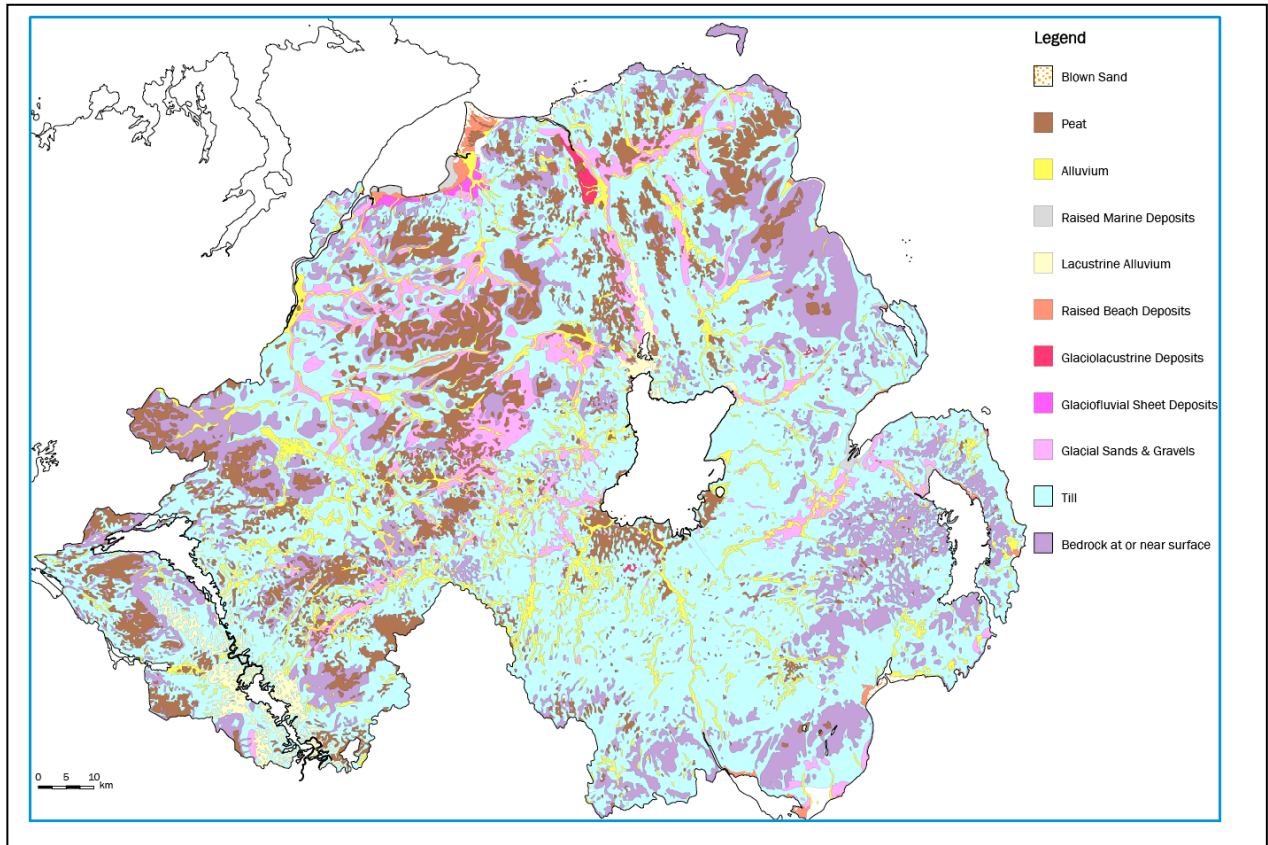 Legend
Blown Sand
Peat
Alluvium
Raised Marine Deposits
Lacustrine Alluvium
Raised Beach Deposits
Glaciolacustrine Deposits
Glaciofluvial Sheet Deposits
Glacial Sands & Gravels
Till
Bedrock at or near surface
0 5 10
km